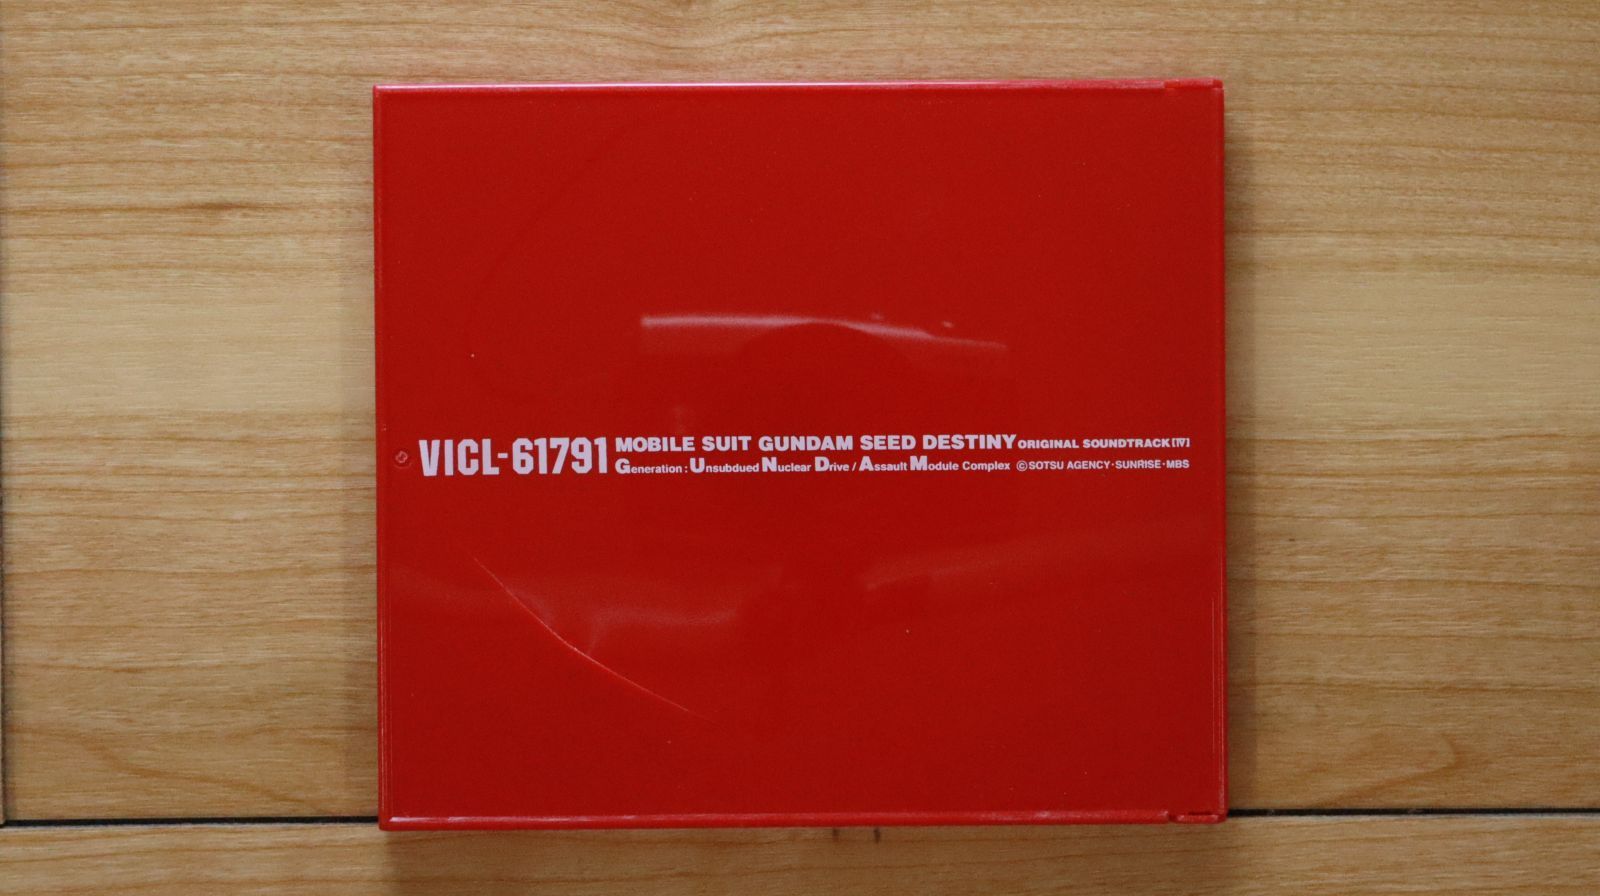 VICL-61791
MOBILE SUIT GUNDAM SEED DESTINY ORIGINAL SOUNDTRACK [IV]
Generation : Unsubdued Nuclear Drive / Assault Module Complex ©SOTSU AGENCY・SUNRISE・MBS